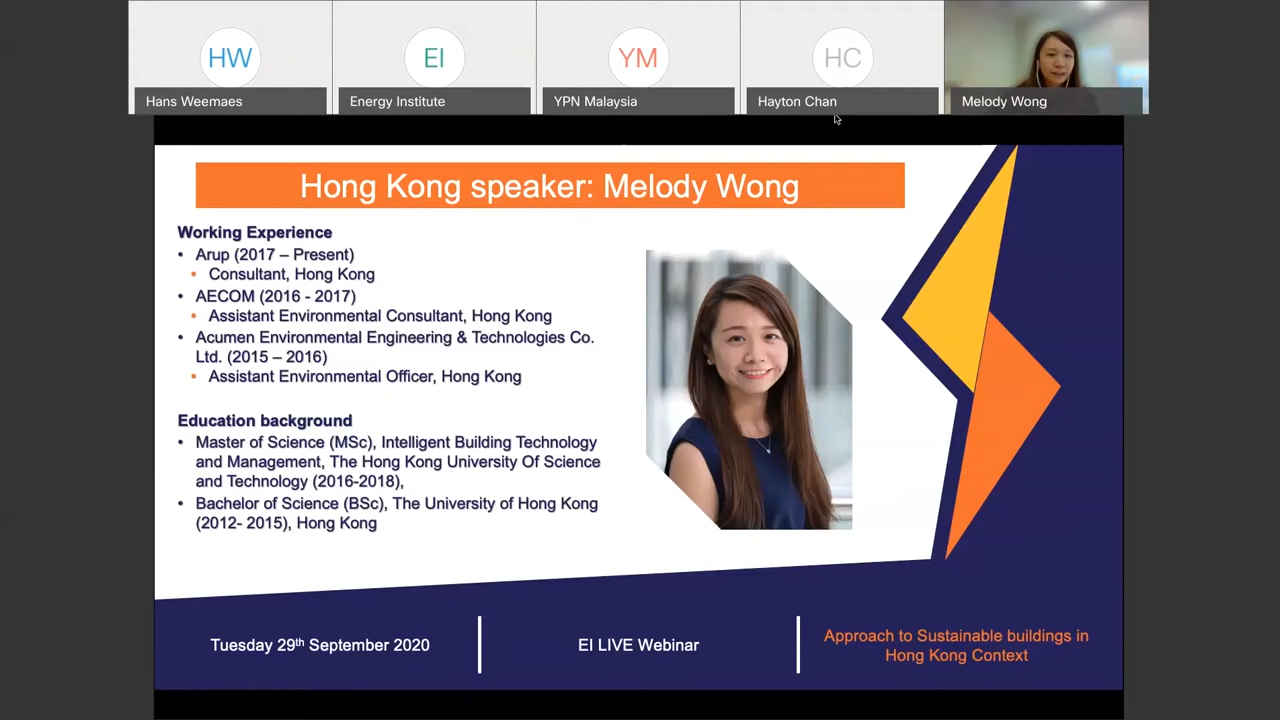 HW
EI
YM
HC
Hans Weemaes
Energy Institute
YPN Malaysia
Hayton Chan
Melody Wong
Hong Kong speaker: Melody Wong
Working Experience
• Arup (2017 – Present)
• Consultant, Hong Kong
• AECOM (2016 - 2017)
• Assistant Environmental Consultant, Hong Kong
• Acumen Environmental Engineering & Technologies Co.
Ltd. (2015 – 2016)
• Assistant Environmental Officer, Hong Kong
Education background
• Master of Science (MSc), Intelligent Building Technology
and Management, The Hong Kong University Of Science
and Technology (2016-2018),
• Bachelor of Science (BSc), The University of Hong Kong
(2012- 2015), Hong Kong
Tuesday 29th September 2020
EI LIVE Webinar
Approach to Sustainable buildings in
Hong Kong Context